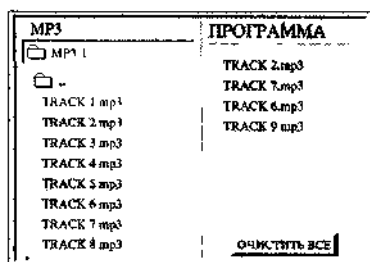 MP3
MP3 1
..
TRACK 1 mp3
TRACK 2 mp3
TRACK 3 mp3
TRACK 4 mp3
TRACK 5 mp3
TRACK 6 mp3
TRACK 7 mp3
TRACK 8 mp3
ПРОГРАММА
TRACK 2.mp3
TRACK 7.mp3
TRACK 6.mp3
TRACK 9 mp3
ОЧИСТИТЬ ВСЕ